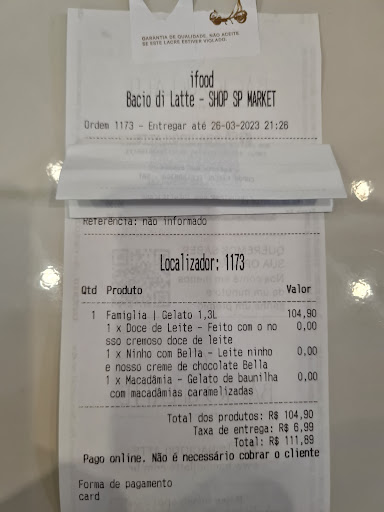 GARANTIA DE QUALIDADE, NÃO ACEITE
SE ESTE LACRE ESTIVER VIOLADO.
ifood
Bacio di Latte - SHOP SP MARKET
Ordem 1173 - Entregar até 26-03-2023 21:26
Referência: não informado
Localizador: 1173
Qtd Produto Valor
1 Famiglia | Gelato 1,3L 104,90
1 x Doce de Leite - Feito com o no 0,00
sso cremoso doce de leite
1 x Ninho com Bella - Leite ninho 0,00
e nosso creme de chocolate Bella
1 x Macadâmia - Gelato de baunilha 0,00
com macadâmias caramelizadas
Total dos produtos: R$ 104,90
Taxa de entrega: R$ 6,99
Total: R$ 111,89
Pago online. Não é necessário cobrar o cliente
Forma de pagamento
card